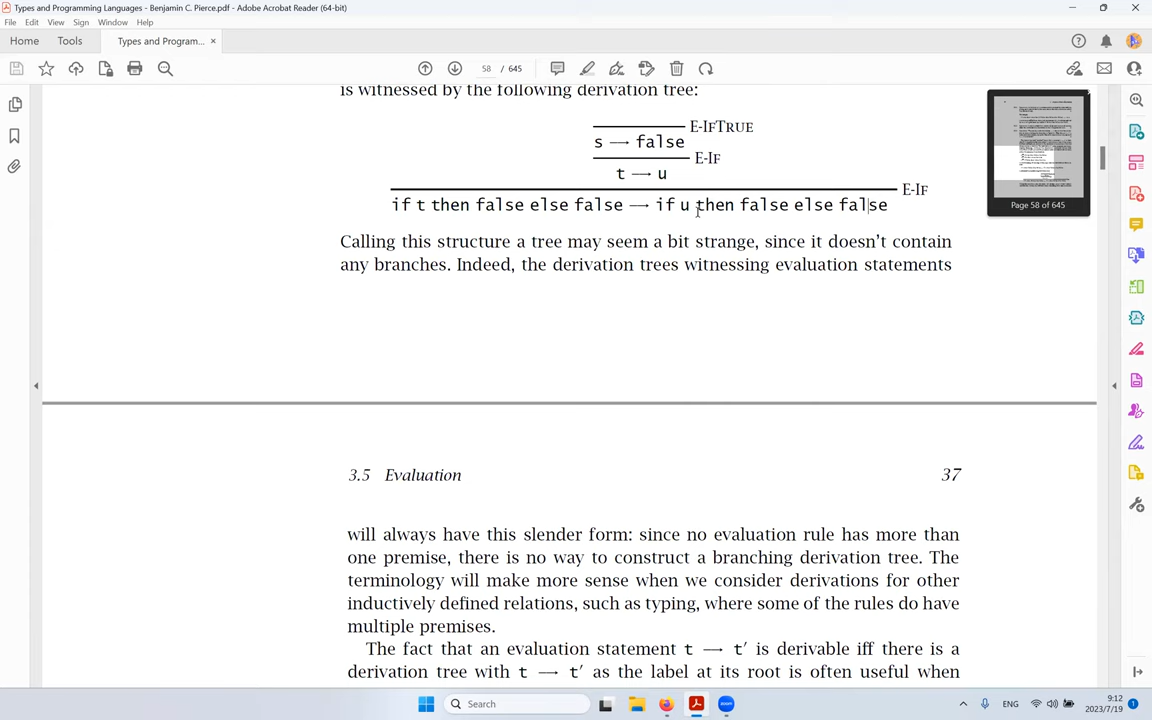 Types and Programming Languages - Benjamin C. Pierce.pdf - Adobe Acrobat Reader (64-bit)
File Edit View Sign Window Help
Home Tools Types and Program... ×
58 / 645
is witnessed by the following derivation tree:
E-IFTRUE
s → false
E-IF
t → u
E-IF
if t then false else false → if u then false else false
Calling this structure a tree may seem a bit strange, since it doesn't contain
any branches. Indeed, the derivation trees witnessing evaluation statements
Page 58 of 645
3.5 Evaluation 37
will always have this slender form: since no evaluation rule has more than
one premise, there is no way to construct a branching derivation tree. The
terminology will make more sense when we consider derivations for other
inductively defined relations, such as typing, where some of the rules do have
multiple premises.
The fact that an evaluation statement t → t′ is derivable iff there is a
derivation tree with t → t′ as the label at its root is often useful when
Search
zoom
ENG
9:12
2023/7/19
1